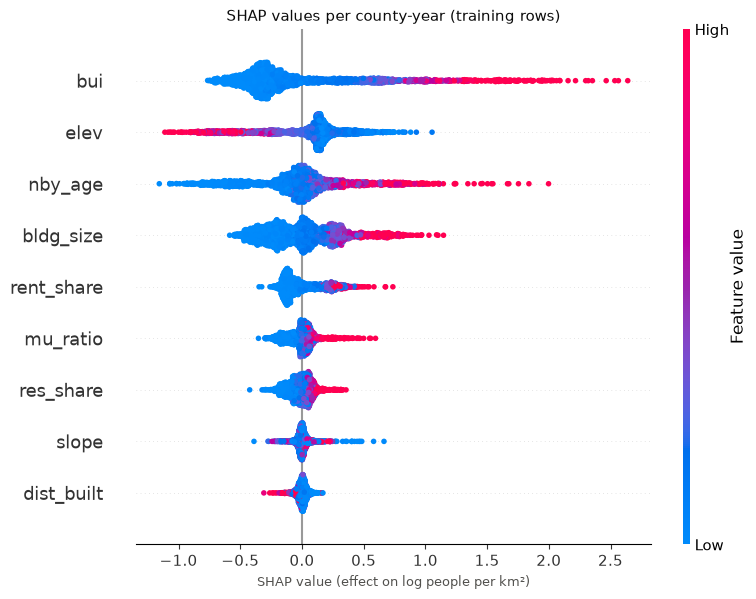 SHAP values per county-year (training rows)
High
bui
elev
nby_age
bldg_size
rent_share
mu_ratio
res_share
slope
dist_built
Feature value
Low
−1.0 −0.5 0.0 0.5 1.0 1.5 2.0 2.5
SHAP value (effect on log people per km²)